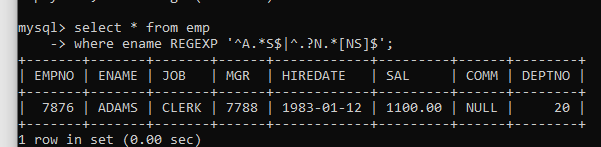 mysql> select * from emp
    -> where ename REGEXP '^A.*S$|^.?N.*[NS]$';
+-------+-------+-------+------+------------+---------+------+--------+
| EMPNO | ENAME | JOB   | MGR  | HIREDATE   | SAL     | COMM | DEPTNO |
+-------+-------+-------+------+------------+---------+------+--------+
|  7876 | ADAMS | CLERK | 7788 | 1983-01-12 | 1100.00 | NULL |     20 |
+-------+-------+-------+------+------------+---------+------+--------+
1 row in set (0.00 sec)